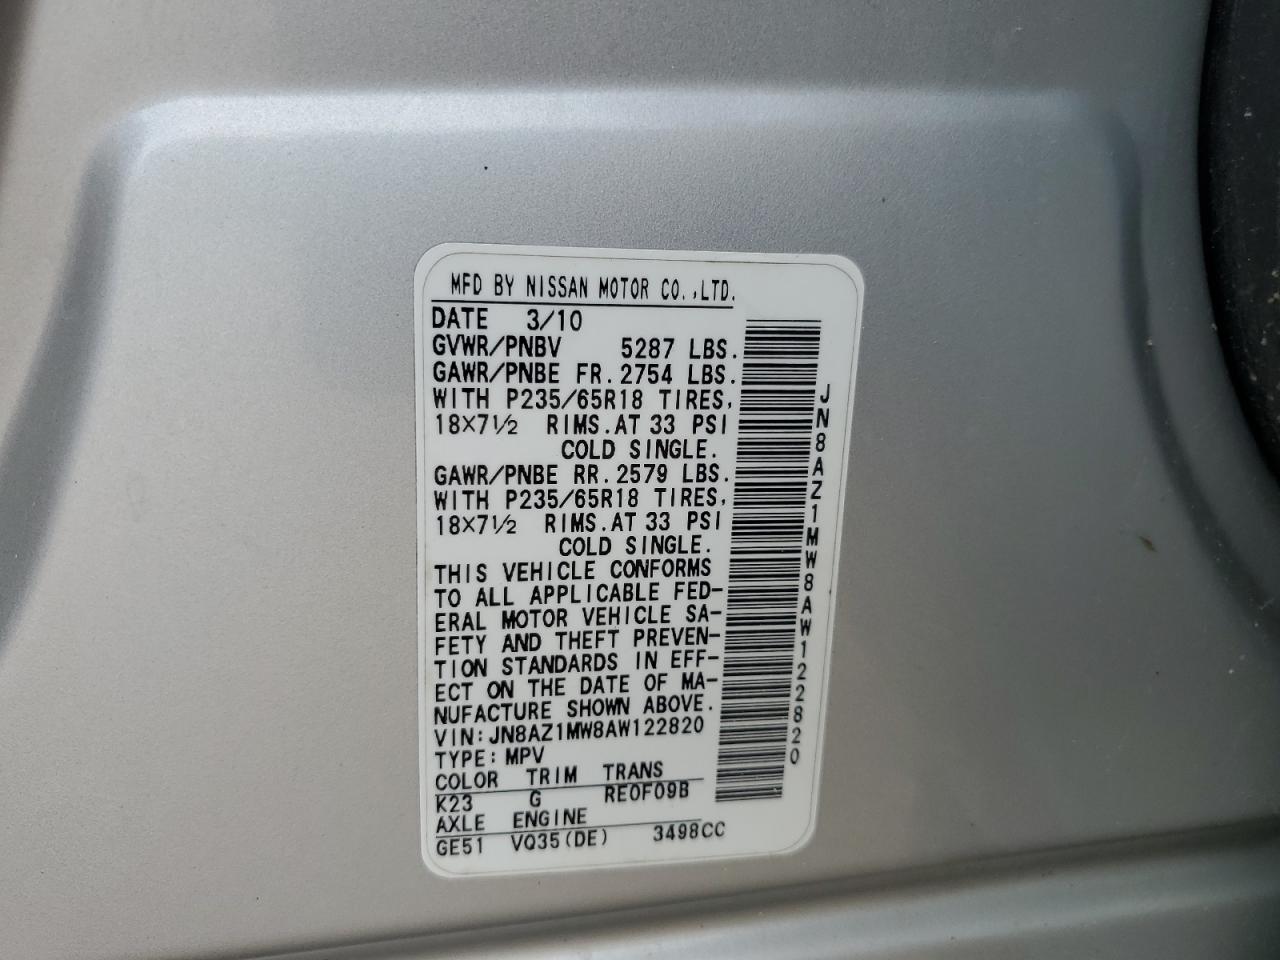 MFD BY NISSAN MOTOR CO.,LTD.
DATE 3/10
GVWR/PNBV 5287 LBS.
GAWR/PNBE FR. 2754 LBS.
WITH P235/65R18 TIRES,
18×7½ RIMS. AT 33 PSI
COLD SINGLE.
GAWR/PNBE RR. 2579 LBS.
WITH P235/65R18 TIRES,
18×7½ RIMS. AT 33 PSI
COLD SINGLE.
THIS VEHICLE CONFORMS
TO ALL APPLICABLE FED-
ERAL MOTOR VEHICLE SA-
FETY AND THEFT PREVEN-
TION STANDARDS IN EFF-
ECT ON THE DATE OF MA-
NUFACTURE SHOWN ABOVE.
VIN: JN8AZ1MW8AW122820
TYPE: MPV
COLOR TRIM TRANS
K23 G RE0F09B
AXLE ENGINE
GE51 VQ35(DE) 3498CC
JN8AZ1MW8AW122820